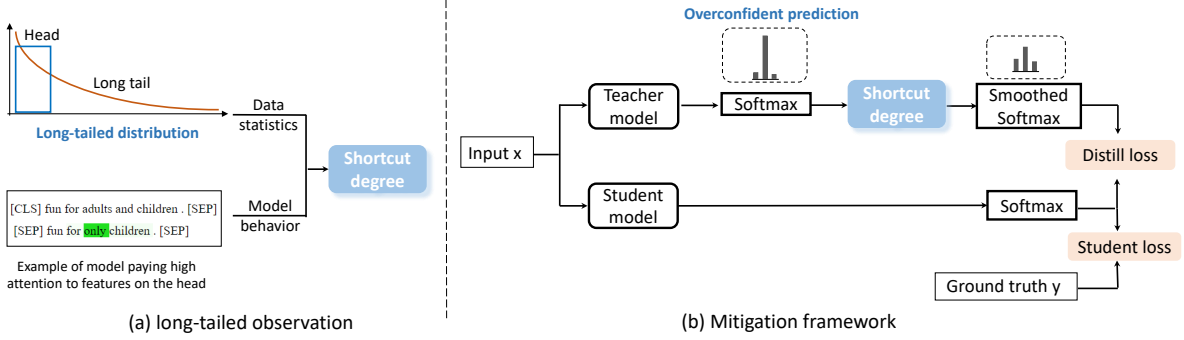 Head
Long tail
Long-tailed distribution
Data
statistics
Shortcut
degree
[CLS] fun for adults and children . [SEP]
[SEP] fun for only children . [SEP]
Model
behavior
Example of model paying high
attention to features on the head
(a) long-tailed observation
Overconfident prediction
Teacher
model
Softmax
Shortcut
degree
Smoothed
Softmax
Input x
Distill loss
Student
model
Softmax
Student loss
Ground truth y
(b) Mitigation framework